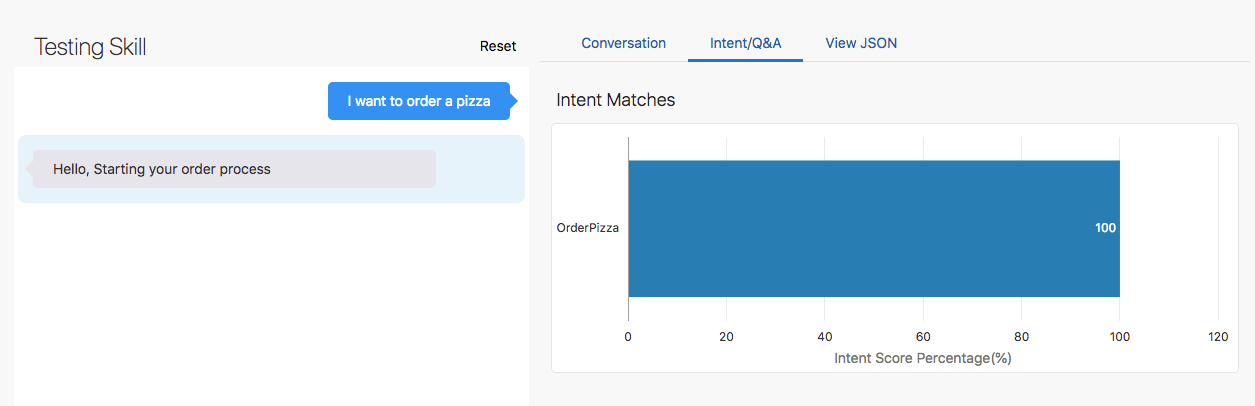 Testing Skill
Reset
I want to order a pizza
Hello, Starting your order process
Conversation
Intent/Q&A
View JSON
Intent Matches
OrderPizza
100
0 20 40 60 80 100 120
Intent Score Percentage(%)